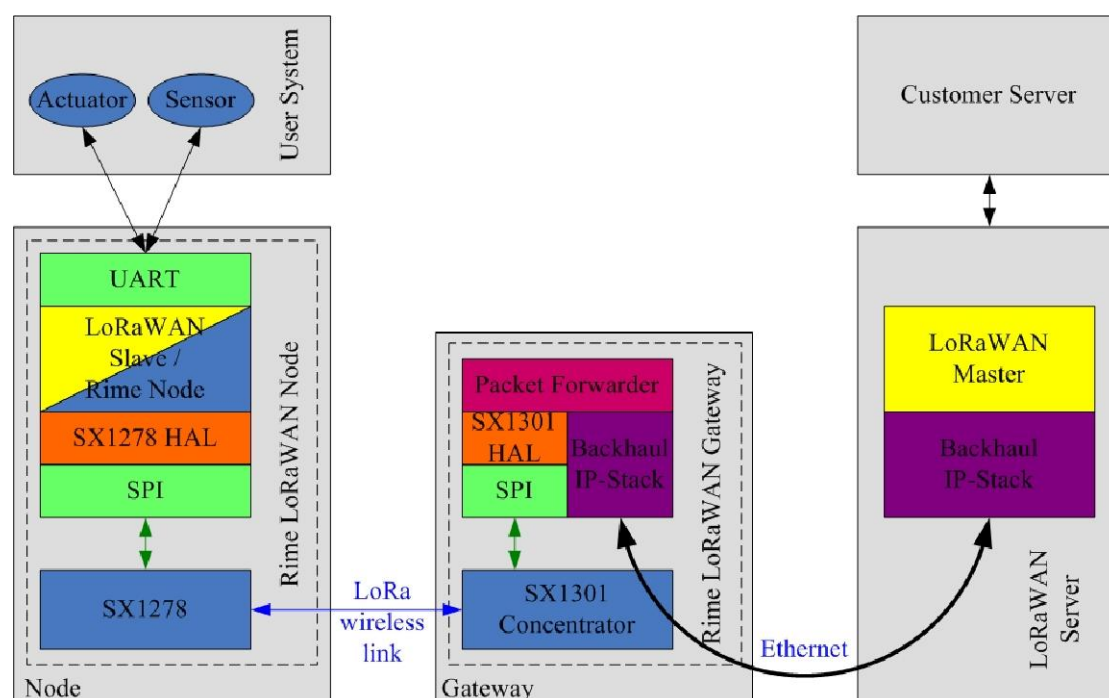 Actuator
Sensor
User System
Customer Server
UART
LoRaWAN
Slave /
Rime Node
SX1278 HAL
SPI
SX1278
Rime LoRaWAN Node
Node
LoRa
wireless
link
Packet Forwarder
SX1301
HAL
SPI
Backhaul
IP-Stack
SX1301
Concentrator
Rime LoRaWAN Gateway
Gateway
Ethernet
LoRaWAN
Master
Backhaul
IP-Stack
LoRaWAN
Server